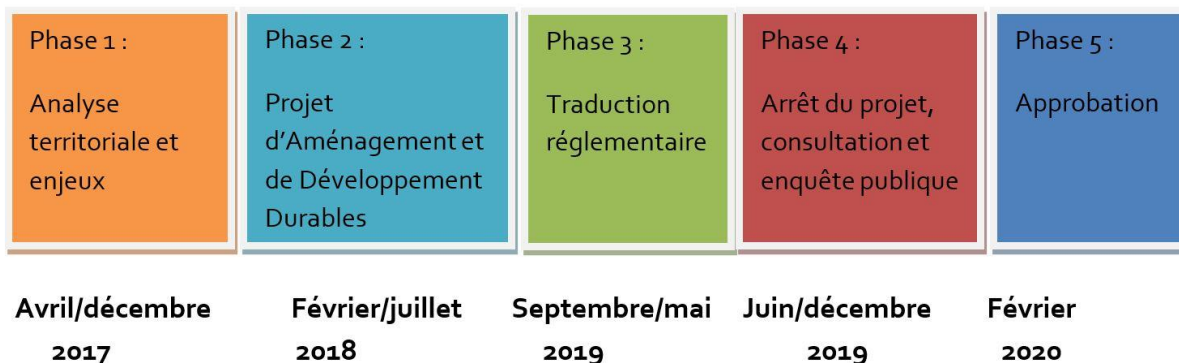 Phase 1 :
Analyse
territoriale et
enjeux
Phase 2 :
Projet
d’Aménagement et
de Développement
Durables
Phase 3 :
Traduction
réglementaire
Phase 4 :
Arrêt du projet,
consultation et
enquête publique
Phase 5 :
Approbation
Avril/décembre
2017
Février/juillet
2018
Septembre/mai
2019
Juin/décembre
2019
Février
2020